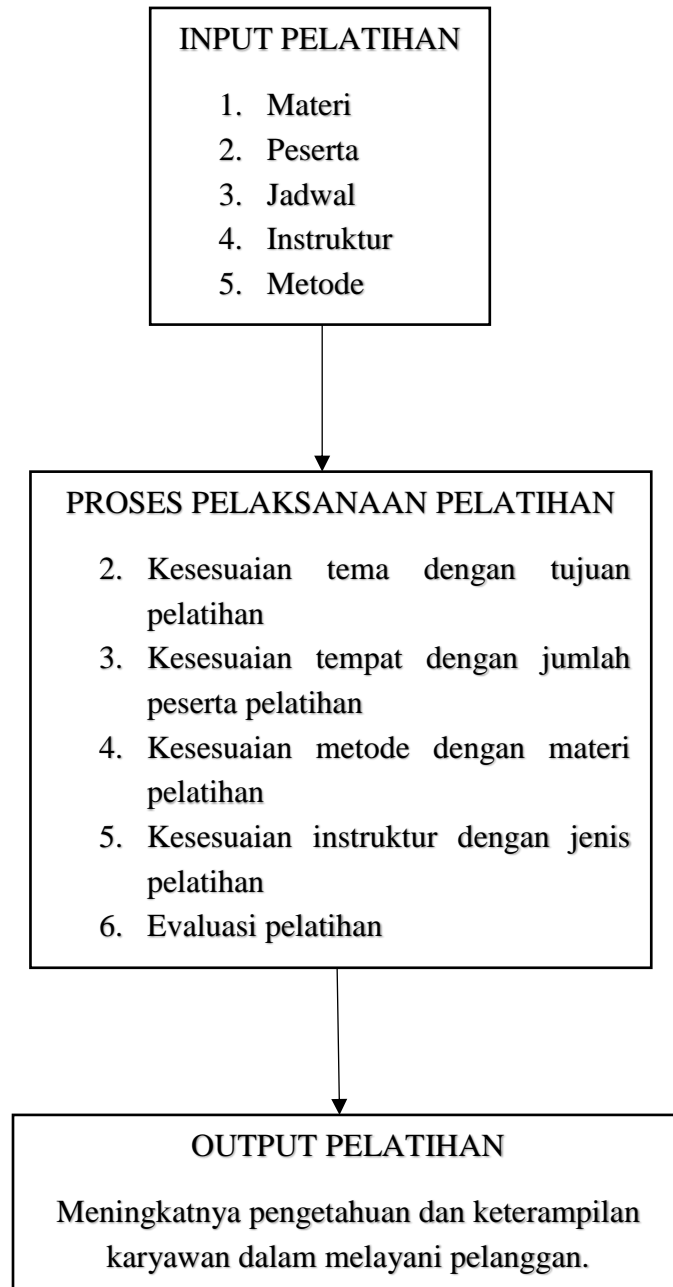 INPUT PELATIHAN
1. Materi
2. Peserta
3. Jadwal
4. Instruktur
5. Metode
PROSES PELAKSANAAN PELATIHAN
2. Kesesuaian tema dengan tujuan
pelatihan
3. Kesesuaian tempat dengan jumlah
peserta pelatihan
4. Kesesuaian metode dengan materi
pelatihan
5. Kesesuaian instruktur dengan jenis
pelatihan
6. Evaluasi pelatihan
OUTPUT PELATIHAN
Meningkatnya pengetahuan dan keterampilan
karyawan dalam melayani pelanggan.